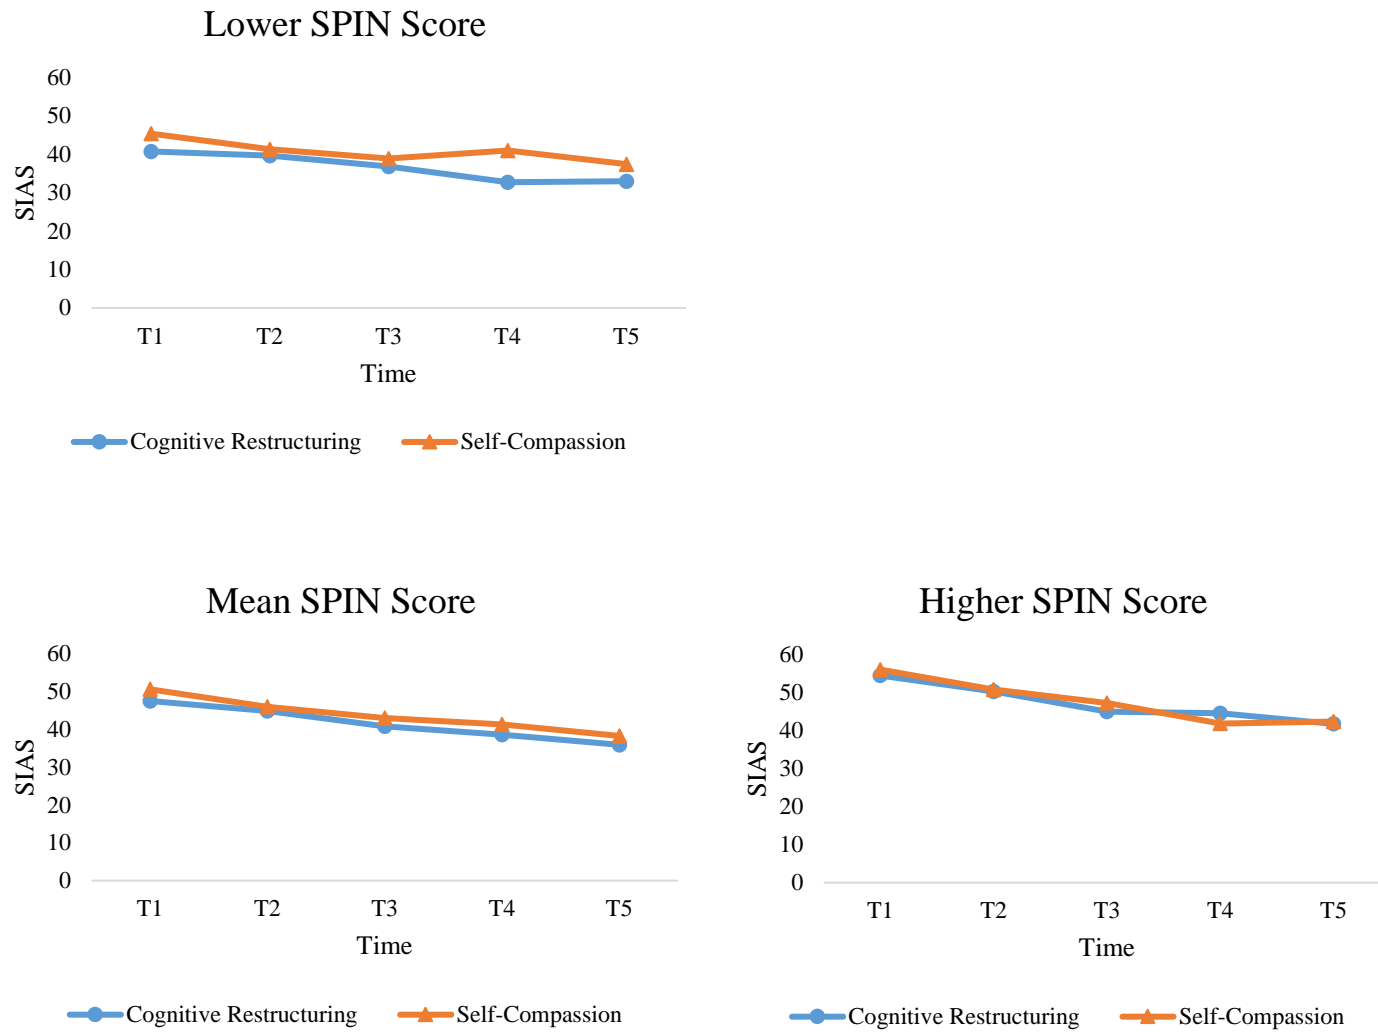 Lower SPIN Score
60
50
40
30
20
10
0
SIAS
T1 T2 T3 T4 T5
Time
Cognitive Restructuring Self-Compassion
Mean SPIN Score
60
50
40
30
20
10
0
SIAS
T1 T2 T3 T4 T5
Time
Cognitive Restructuring Self-Compassion
Higher SPIN Score
60
50
40
30
20
10
0
SIAS
T1 T2 T3 T4 T5
Time
Cognitive Restructuring Self-Compassion